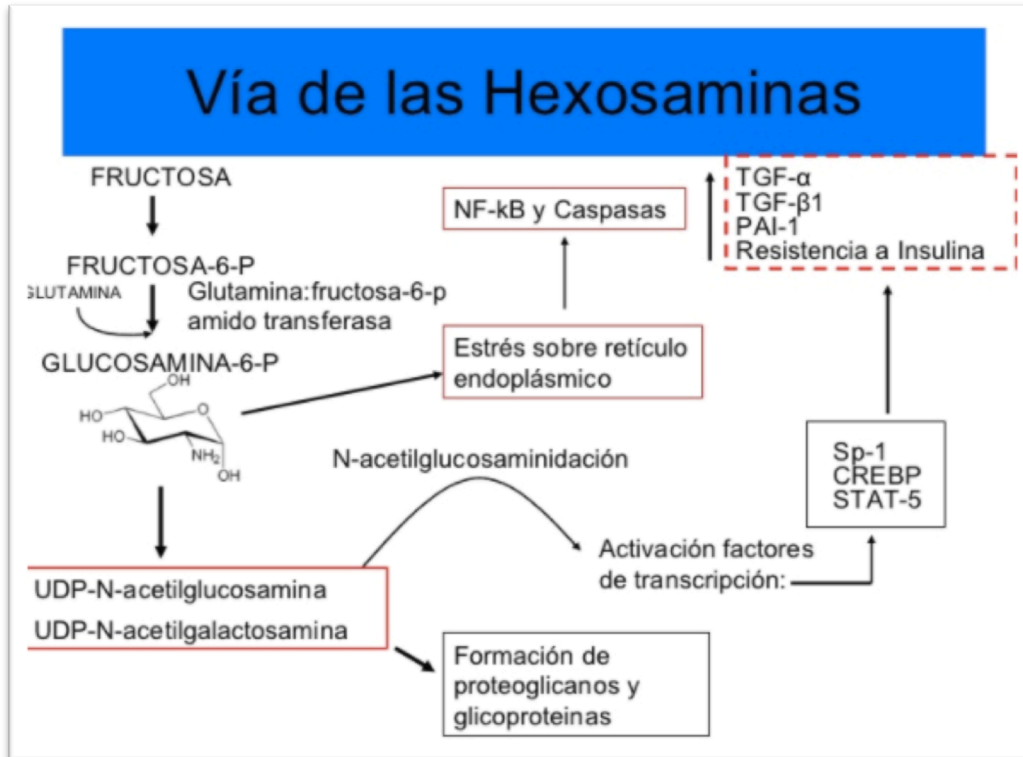 Vía de las Hexosaminas
FRUCTOSA
FRUCTOSA-6-P
GLUTAMINA
Glutamina:fructosa-6-p
amido transferasa
GLUCOSAMINA-6-P
OH
HO
O
HO
NH2
OH
UDP-N-acetilglucosamina
UDP-N-acetilgalactosamina
NF-kB y Caspasas
Estrés sobre retículo
endoplásmico
N-acetilglucosaminidación
Activación factores
de transcripción:
Formación de
proteoglicanos y
glicoproteinas
Sp-1
CREBP
STAT-5
TGF-α
TGF-β1
PAI-1
Resistencia a Insulina